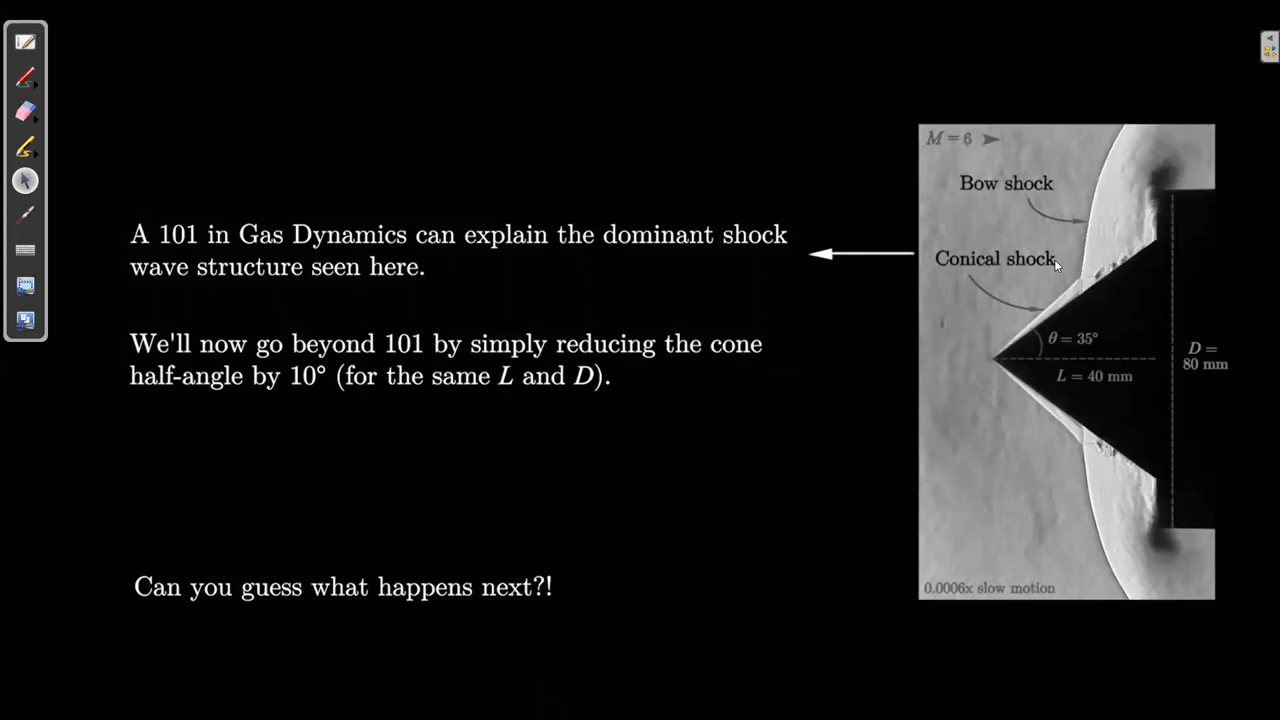 A 101 in Gas Dynamics can explain the dominant shock
wave structure seen here.
We'll now go beyond 101 by simply reducing the cone
half-angle by 10° (for the same L and D).
Can you guess what happens next?!
M = 6
Bow shock
Conical shock
θ = 35°
L = 40 mm
D =
80 mm
0.0006x slow motion